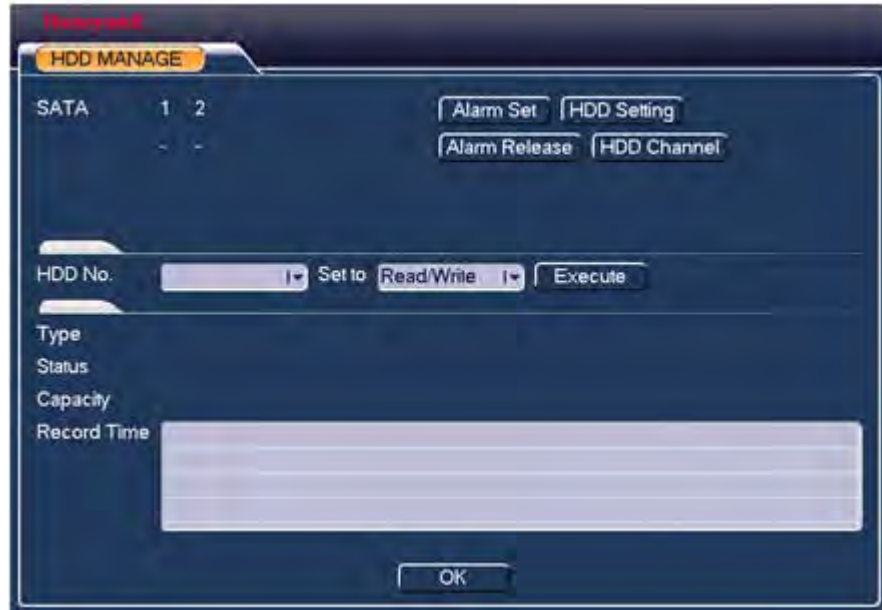 Honeywell
HDD MANAGE
SATA 1 2 Alarm Set HDD Setting
- - Alarm Release HDD Channel
HDD No. Set to Read/Write Execute
Type
Status
Capacity
Record Time
OK